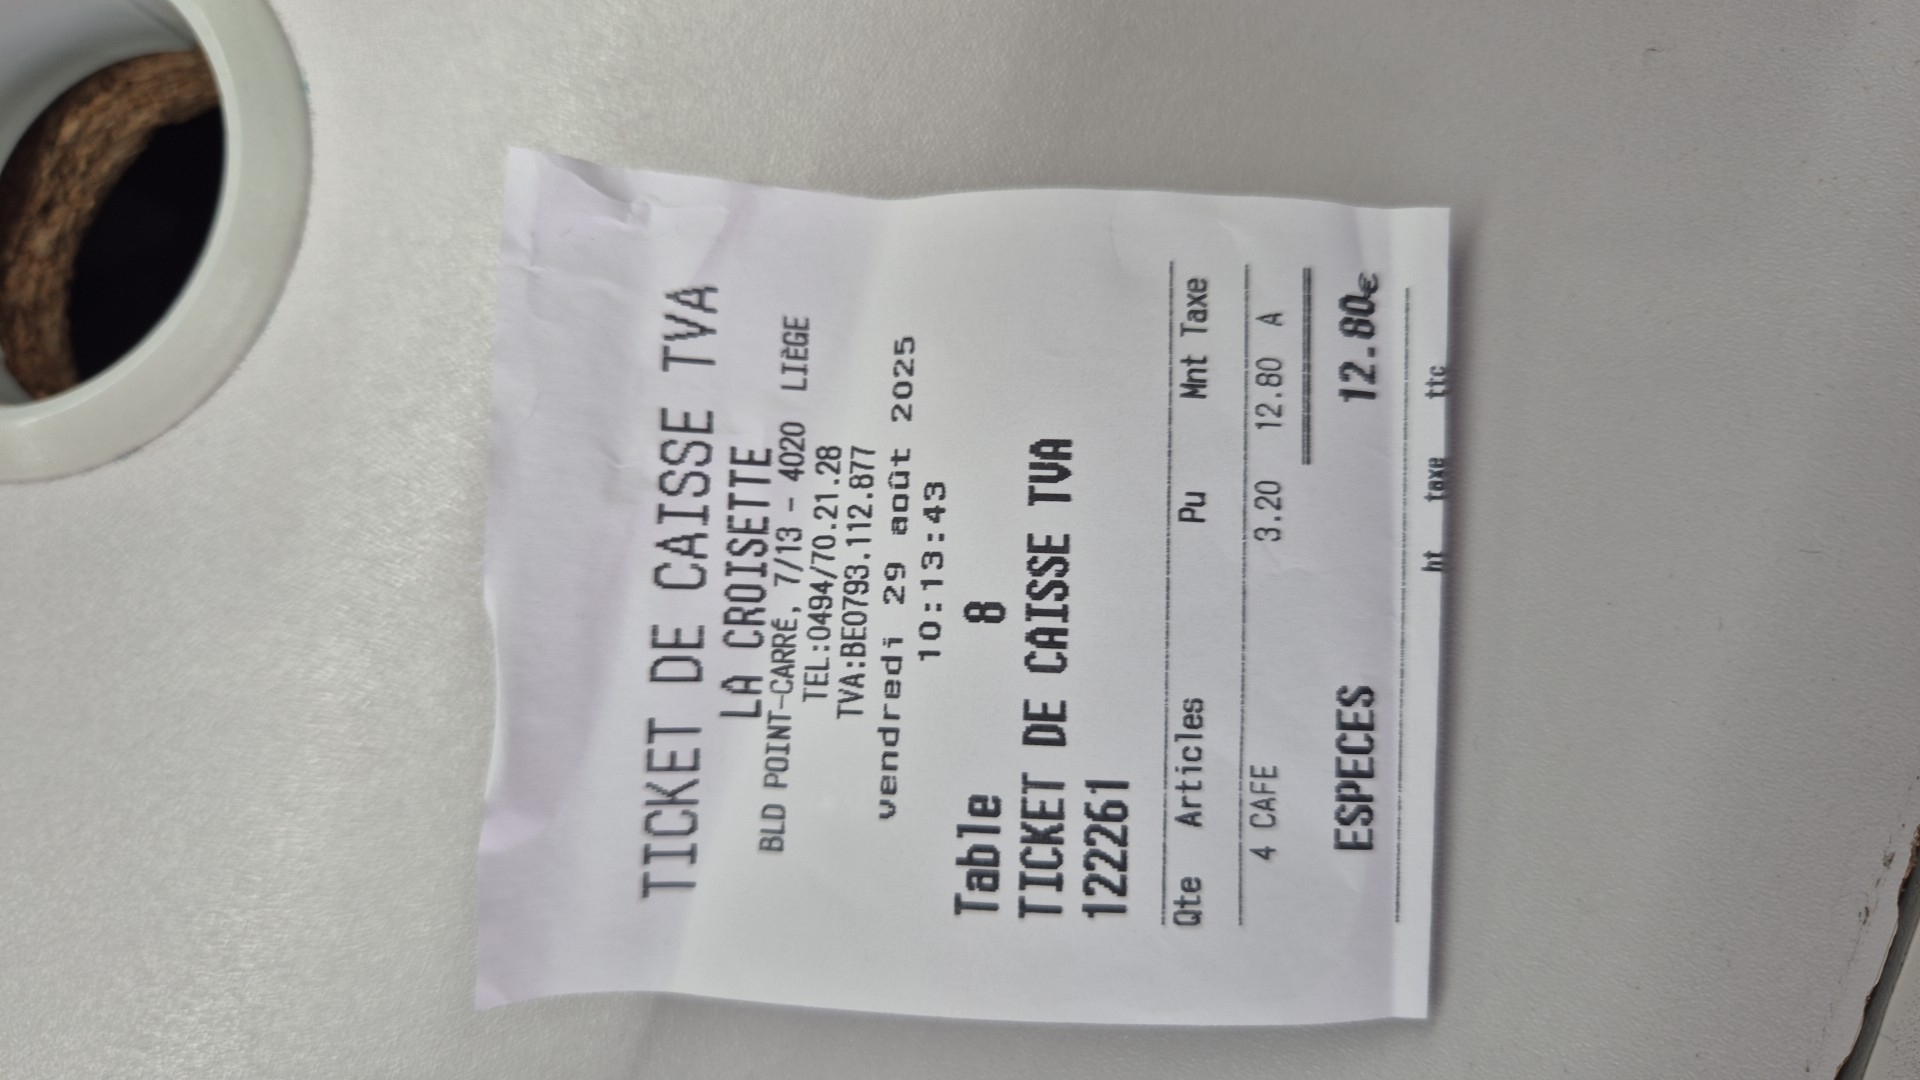 TICKET DE CAISSE TVA
LA CROISETTE
BLD POINT-CARRÉ, 7/13 - 4020 LIÈGE
TEL:0494/70.21.28
TVA:BE0793.112.877
vendredi 29 août 2025
10:13:43
Table 8
TICKET DE CAISSE TVA
122261
Qte Articles Pu Mnt Taxe
4 CAFE 3.20 12.80 A
ESPECES 12.80€
ht taxe ttc